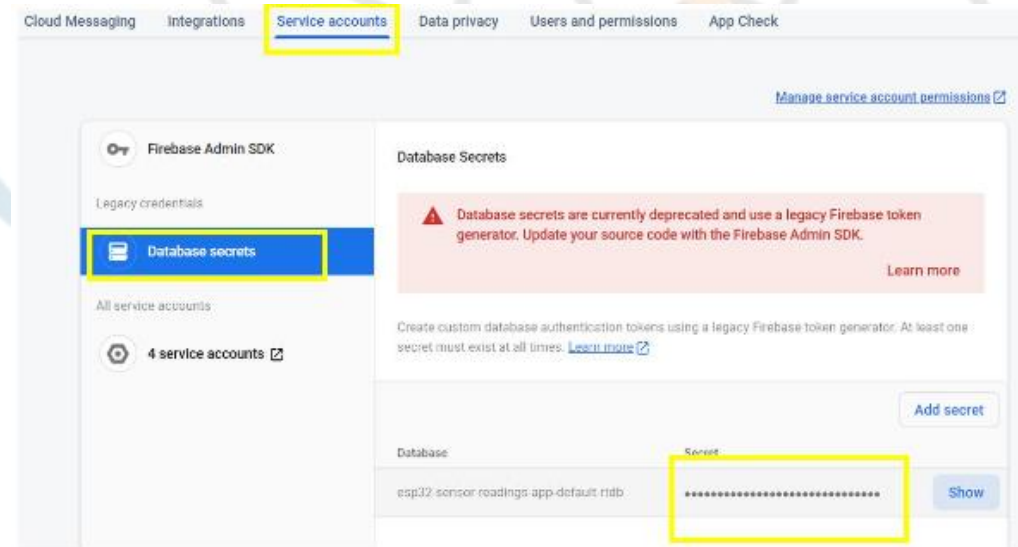 Cloud Messaging Integrations Service accounts Data privacy Users and permissions App Check
Manage service account permissions
Firebase Admin SDK
Legacy credentials
Database secrets
All service accounts
4 service accounts
Database Secrets
Database secrets are currently deprecated and use a legacy Firebase token
generator. Update your source code with the Firebase Admin SDK.
Learn more
Create custom database authentication tokens using a legacy Firebase token generator. At least one
secret must exist at all times. Learn more
Add secret
Database Secret
esp32-sensor-readings-app-default-rtdb •••••••••••••••••••••••••••••• Show